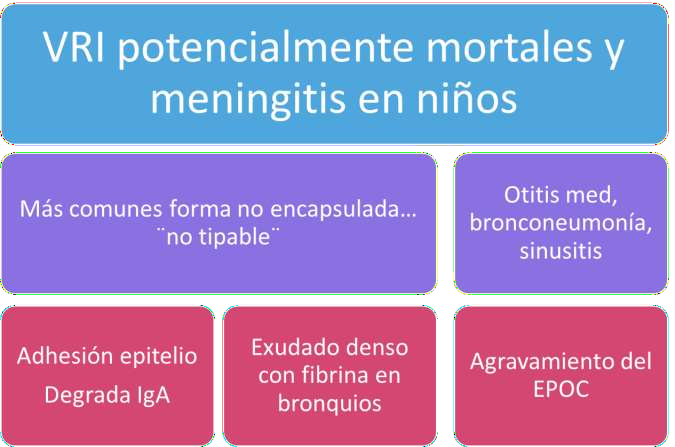 VRI potencialmente mortales y
meningitis en niños
Más comunes forma no encapsulada...
¨no tipable¨
Otitis med,
bronconeumonía,
sinusitis
Adhesión epitelio
Degrada IgA
Exudado denso
con fibrina en
bronquios
Agravamiento del
EPOC